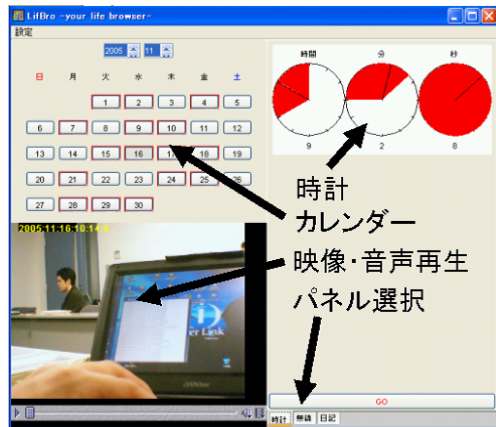 LifBro -your life browser-
設定
2005 11
日 月 火 水 木 金 土
1 2 3 4 5
6 7 8 9 10 11 12
13 14 15 16 17 18 19
20 21 22 23 24 25 26
27 28 29 30
時間 分 秒
9 2 8
時計
カレンダー
映像・音声再生
パネル選択
2005:11:16:10:14:
er Link
GO
時計 無線 日記